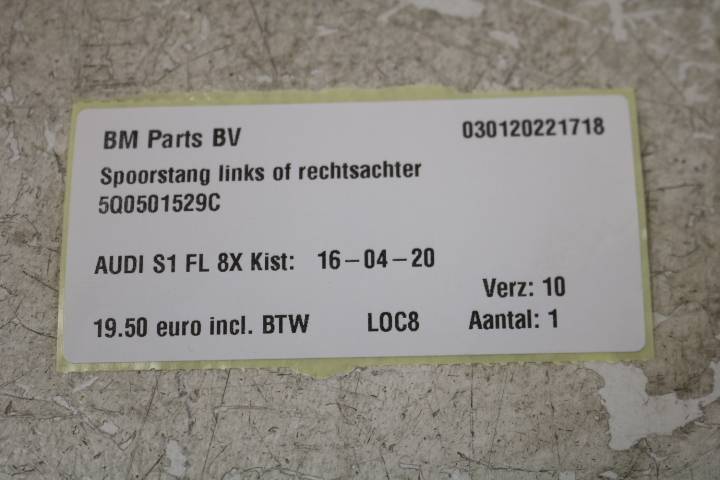 BM Parts BV 030120221718
Spoorstang links of rechtsachter
5Q0501529C
AUDI S1 FL 8X Kist: 16-04-20
Verz: 10
19.50 euro incl. BTW LOC8 Aantal: 1